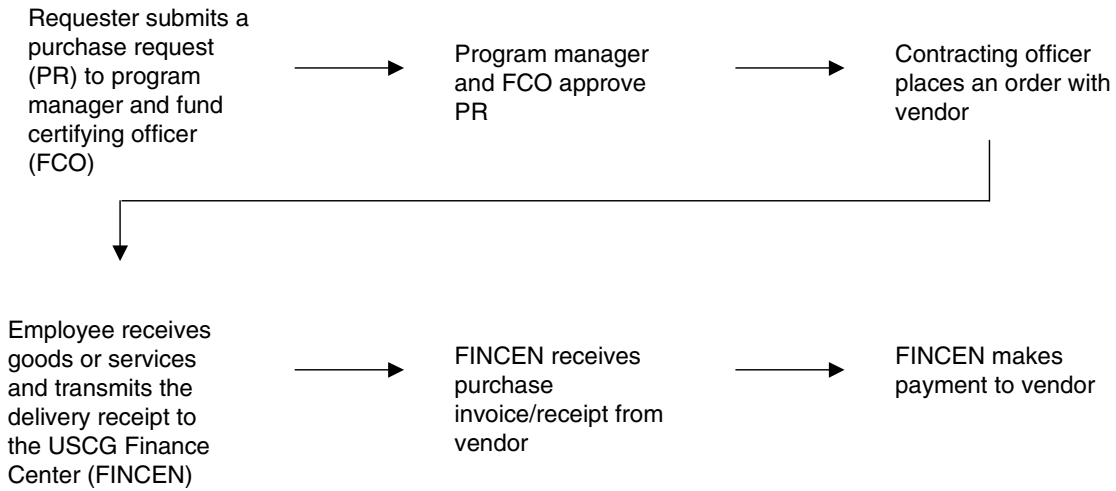 Requester submits a
purchase request
(PR) to program
manager and fund
certifying officer
(FCO)
Program manager
and FCO approve
PR
Contracting officer
places an order with
vendor
Employee receives
goods or services
and transmits the
delivery receipt to
the USCG Finance
Center (FINCEN)
FINCEN receives
purchase
invoice/receipt from
vendor
FINCEN makes
payment to vendor